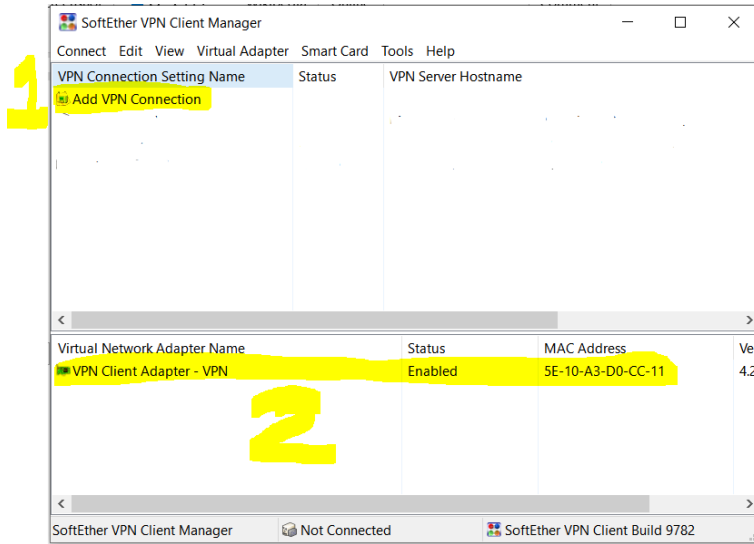 SoftEther VPN Client Manager
Connect Edit View Virtual Adapter Smart Card Tools Help
1
VPN Connection Setting Name Status VPN Server Hostname
Add VPN Connection
Virtual Network Adapter Name Status MAC Address Ve
VPN Client Adapter - VPN Enabled 5E-10-A3-D0-CC-11 4.2
2
SoftEther VPN Client Manager Not Connected SoftEther VPN Client Build 9782